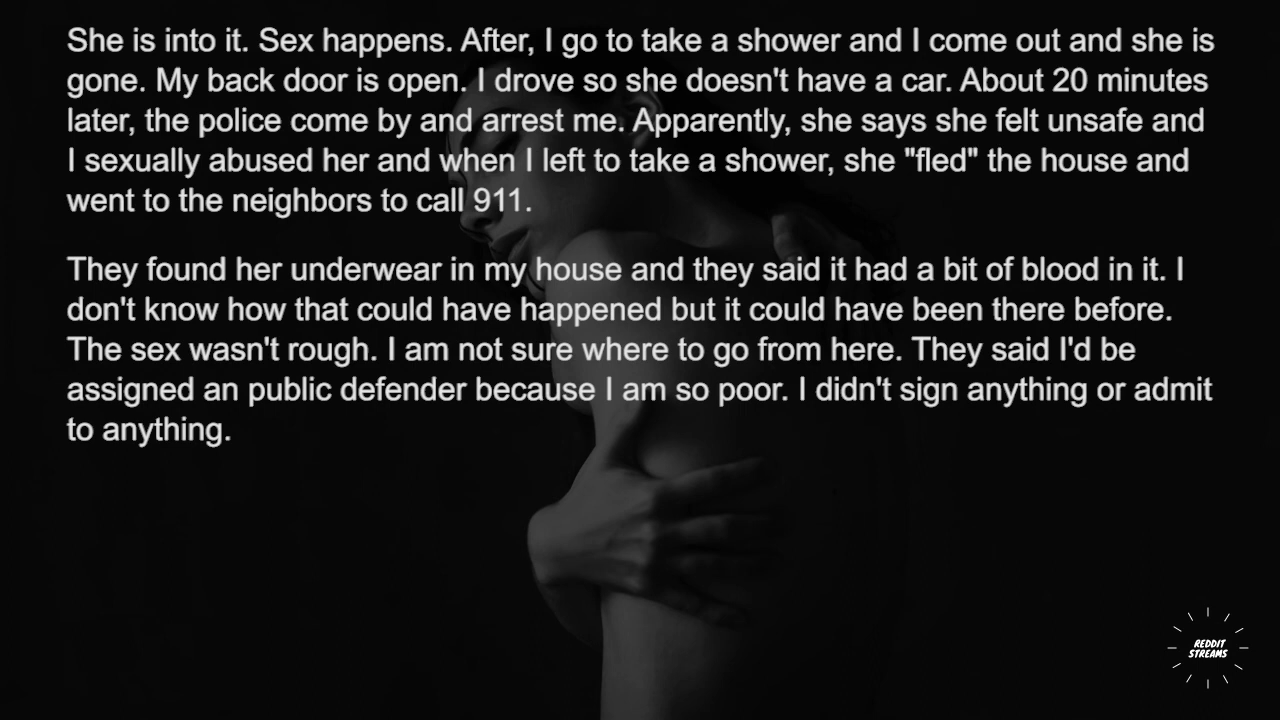 She is into it. Sex happens. After, I go to take a shower and I come out and she is
gone. My back door is open. I drove so she doesn't have a car. About 20 minutes
later, the police come by and arrest me. Apparently, she says she felt unsafe and
I sexually abused her and when I left to take a shower, she "fled" the house and
went to the neighbors to call 911.
They found her underwear in my house and they said it had a bit of blood in it. I
don't know how that could have happened but it could have been there before.
The sex wasn't rough. I am not sure where to go from here. They said I'd be
assigned an public defender because I am so poor. I didn't sign anything or admit
to anything.
REDDIT
STREAMS